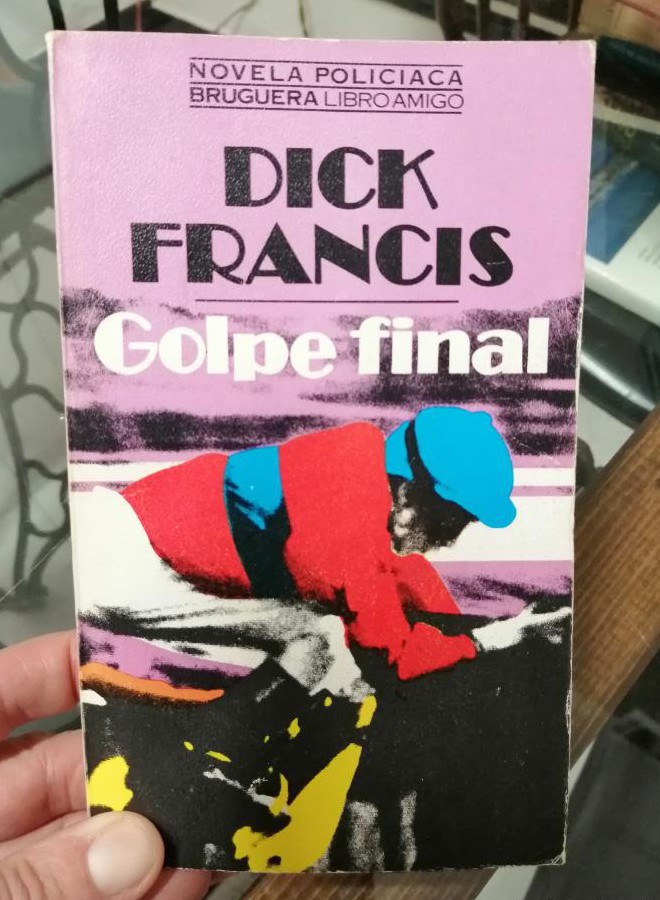 NOVELA POLICIACA
BRUGUERA LIBRO AMIGO
DICK
FRANCIS
Golpe final